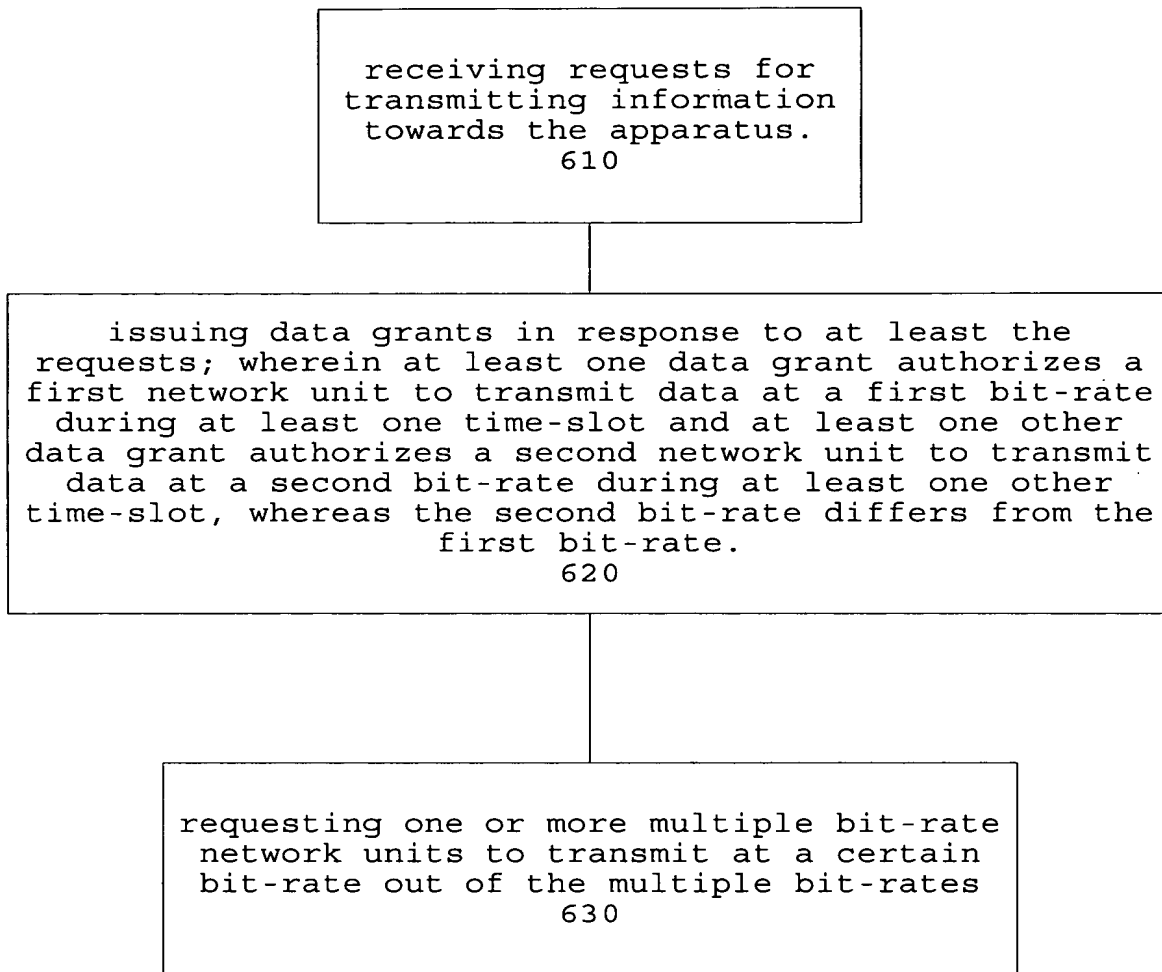 receiving requests for
transmitting information
towards the apparatus.
610
issuing data grants in response to at least the
requests; wherein at least one data grant authorizes a
first network unit to transmit data at a first bit-rate
during at least one time-slot and at least one other
data grant authorizes a second network unit to transmit
data at a second bit-rate during at least one other
time-slot, whereas the second bit-rate differs from the
first bit-rate.
620
requesting one or more multiple bit-rate
network units to transmit at a certain
bit-rate out of the multiple bit-rates
630